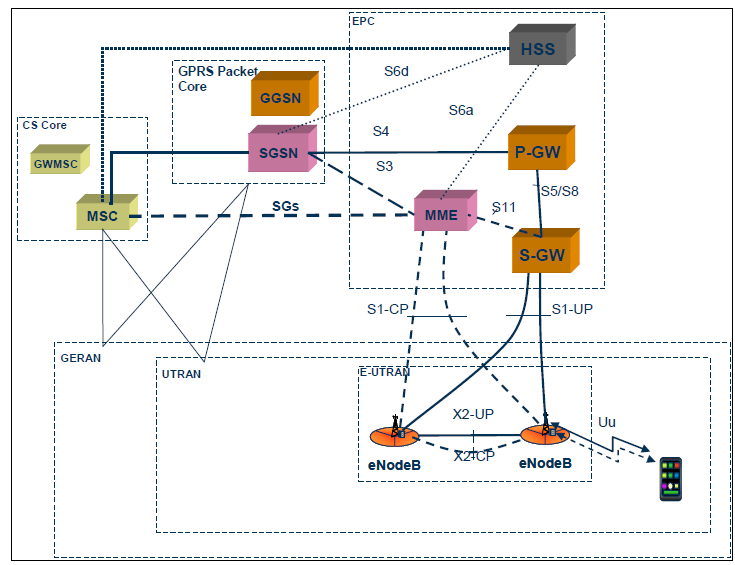 EPC
HSS
GPRS Packet
Core
S6d
GGSN
S6a
CS Core
S4
GWMSC
SGSN
P-GW
S3
S5/S8
SGs
S11
MSC
MME
S-GW
S1-CP
S1-UP
GERAN
UTRAN
E-UTRAN
X2-UP
Uu
X2-CP
eNodeB
eNodeB